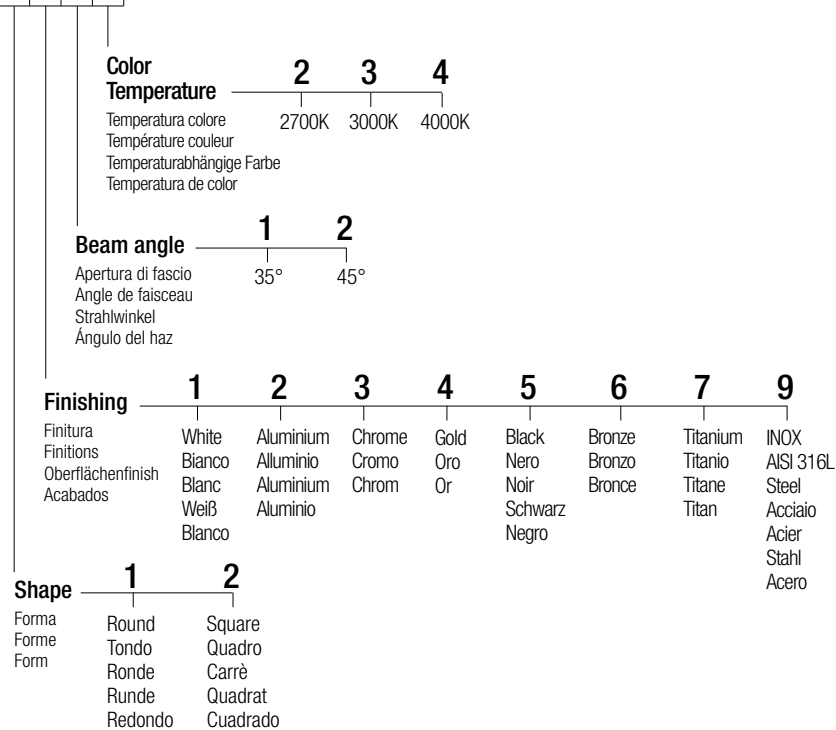 Color
Temperature
2 3 4
Temperatura colore
Température couleur
Temperaturabhängige Farbe
Temperatura de color
2700K 3000K 4000K
Beam angle
1 2
Apertura di fascio
Angle de faisceau
Strahlwinkel
Ángulo del haz
35° 45°
Finishing
1 2 3 4 5 6 7 9
Finitura
Finitions
Oberflächenfinish
Acabados
White
Bianco
Blanc
Weiß
Blanco
Aluminium
Alluminio
Aluminium
Aluminio
Chrome
Cromo
Chrom
Gold
Oro
Or
Black
Nero
Noir
Schwarz
Negro
Bronze
Bronzo
Bronce
Titanium
Titanio
Titane
Titan
INOX
AISI 316L
Steel
Acciaio
Acier
Stahl
Acero
Shape
1 2
Forma
Forme
Form
Round
Tondo
Ronde
Runde
Redondo
Square
Quadro
Carrè
Quadrat
Cuadrado